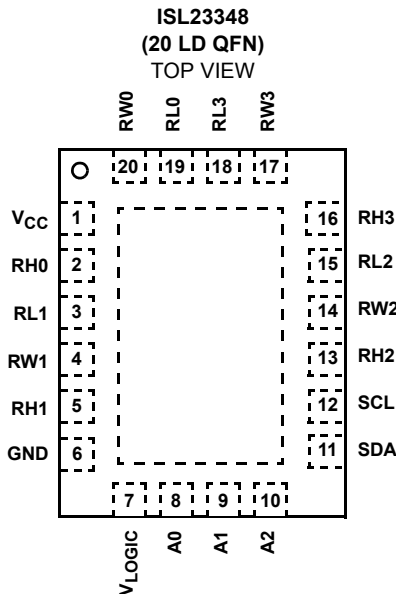 ISL23348
(20 LD QFN)
TOP VIEW
RW0 RL0 RL3 RW3
20 19 18 17
VCC 1 16 RH3
RH0 2 15 RL2
RL1 3 14 RW2
RW1 4 13 RH2
RH1 5 12 SCL
GND 6 11 SDA
7 8 9 10
VLOGIC A0 A1 A2